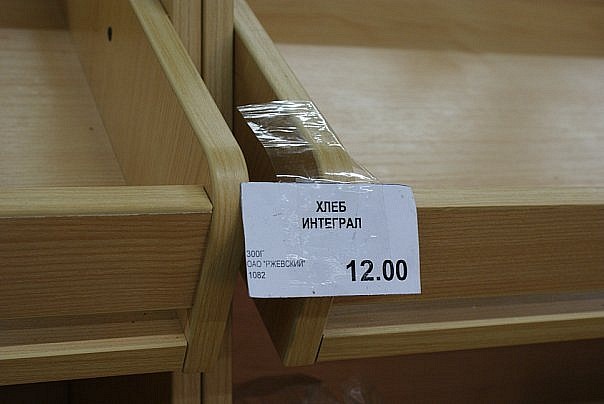 ХЛЕБ
ИНТЕГРАЛ
300Г
ОАО "РЖЕВСКИЙ"
1082
12.00